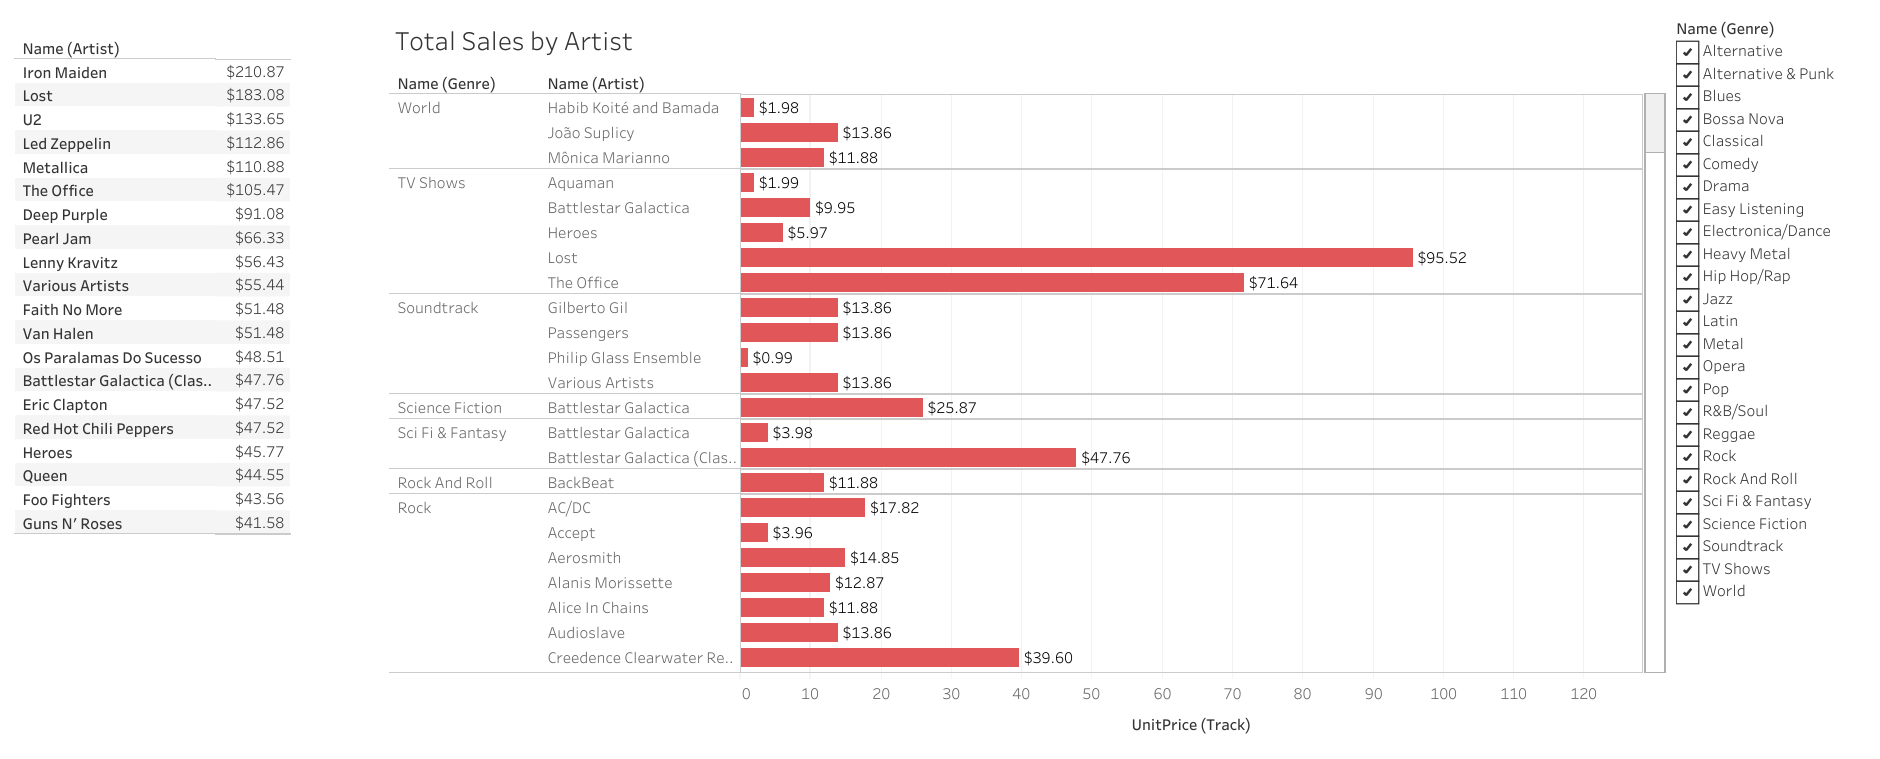 Name (Artist)
Iron Maiden $210.87
Lost $183.08
U2 $133.65
Led Zeppelin $112.86
Metallica $110.88
The Office $105.47
Deep Purple $91.08
Pearl Jam $66.33
Lenny Kravitz $56.43
Various Artists $55.44
Faith No More $51.48
Van Halen $51.48
Os Paralamas Do Sucesso $48.51
Battlestar Galactica (Clas.. $47.76
Eric Clapton $47.52
Red Hot Chili Peppers $47.52
Heroes $45.77
Queen $44.55
Foo Fighters $43.56
Guns N’ Roses $41.58
Total Sales by Artist
Name (Genre) Name (Artist)
World Habib Koité and Bamada $1.98
João Suplicy $13.86
Mônica Marianno $11.88
TV Shows Aquaman $1.99
Battlestar Galactica $9.95
Heroes $5.97
Lost $95.52
The Office $71.64
Soundtrack Gilberto Gil $13.86
Passengers $13.86
Philip Glass Ensemble $0.99
Various Artists $13.86
Science Fiction Battlestar Galactica $25.87
Sci Fi & Fantasy Battlestar Galactica $3.98
Battlestar Galactica (Clas.. $47.76
Rock And Roll BackBeat $11.88
Rock AC/DC $17.82
Accept $3.96
Aerosmith $14.85
Alanis Morissette $12.87
Alice In Chains $11.88
Audioslave $13.86
Creedence Clearwater Re.. $39.60
0 10 20 30 40 50 60 70 80 90 100 110 120
UnitPrice (Track)
Name (Genre)
Alternative
Alternative & Punk
Blues
Bossa Nova
Classical
Comedy
Drama
Easy Listening
Electronica/Dance
Heavy Metal
Hip Hop/Rap
Jazz
Latin
Metal
Opera
Pop
R&B/Soul
Reggae
Rock
Rock And Roll
Sci Fi & Fantasy
Science Fiction
Soundtrack
TV Shows
World